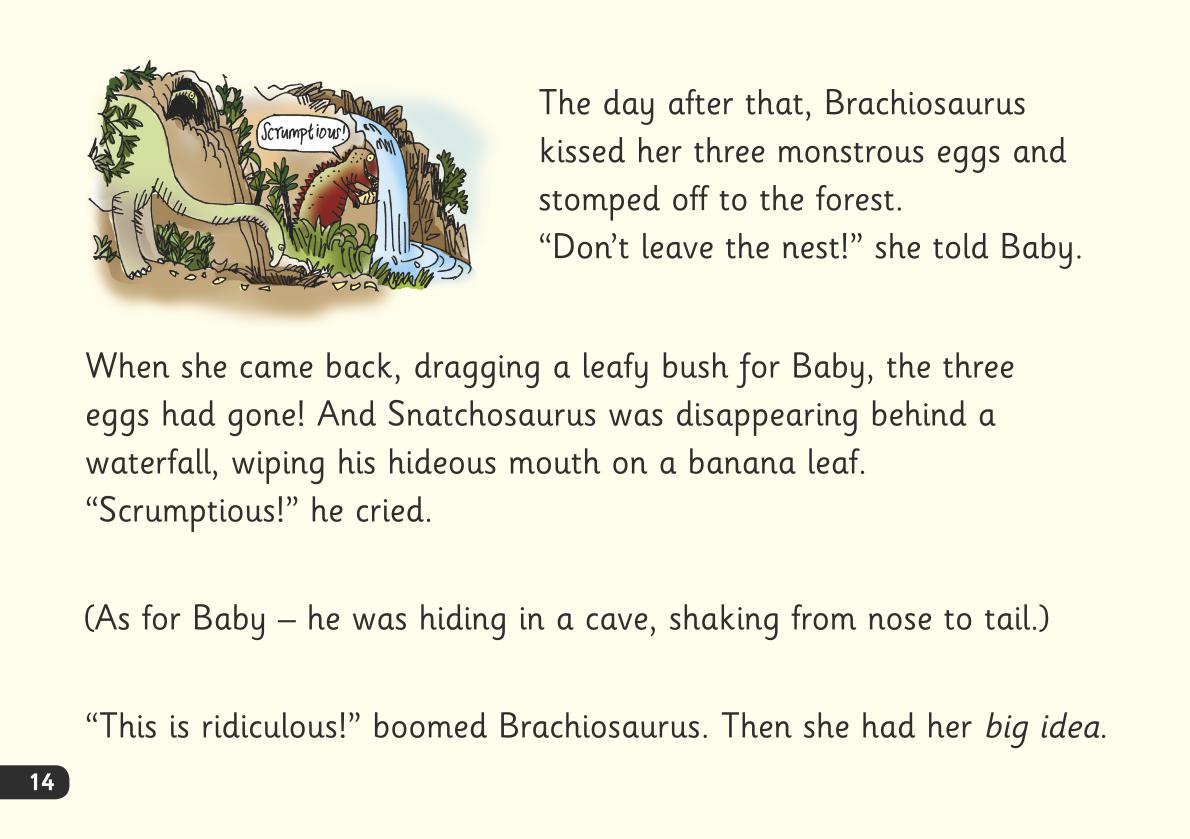 Scrumptious!
The day after that, Brachiosaurus
kissed her three monstrous eggs and
stomped off to the forest.
“Don’t leave the nest!” she told Baby.
When she came back, dragging a leafy bush for Baby, the three
eggs had gone! And Snatchosaurus was disappearing behind a
waterfall, wiping his hideous mouth on a banana leaf.
“Scrumptious!” he cried.
(As for Baby – he was hiding in a cave, shaking from nose to tail.)
“This is ridiculous!” boomed Brachiosaurus. Then she had her big idea.
14